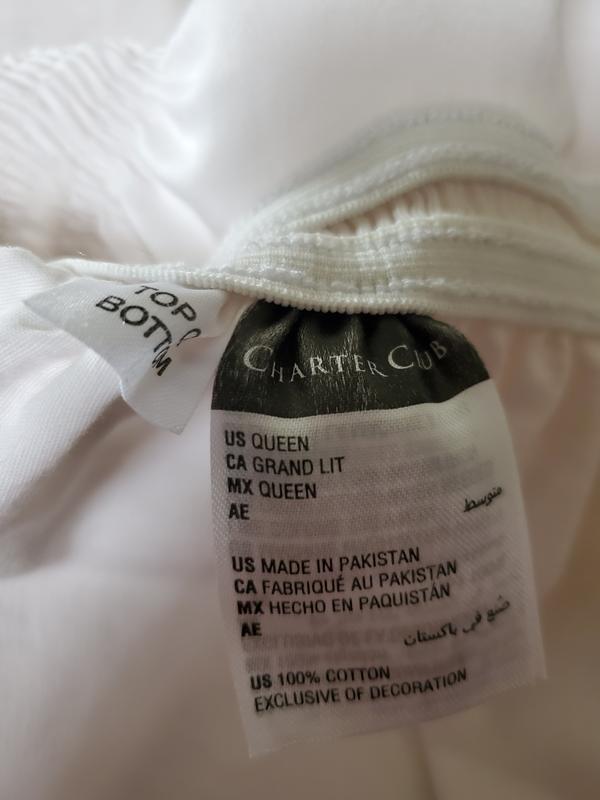 TOP O
BOTTOM
CHARTER CLUB
US QUEEN
CA GRAND LIT
MX QUEEN
AE متوسط
US MADE IN PAKISTAN
CA FABRIQUÉ AU PAKISTAN
MX HECHO EN PAQUISTÁN
AE صنع في باكستان
US 100% COTTON
EXCLUSIVE OF DECORATION